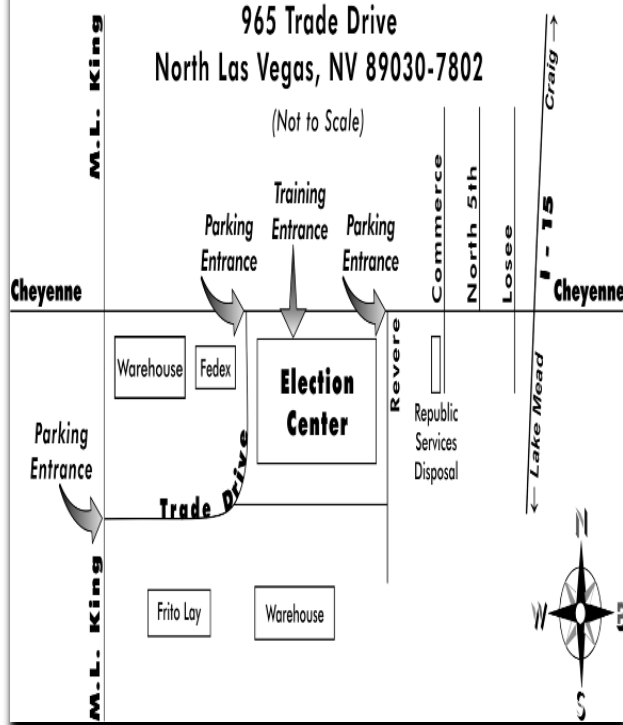 965 Trade Drive
North Las Vegas, NV 89030-7802
(Not to Scale)
M.L. King
Craig
Training
Entrance
Parking
Entrance
Parking
Entrance
Commerce
North 5th
Losee
I - 15
Cheyenne
Cheyenne
Warehouse
Fedex
Election
Center
Revere
Republic
Services
Disposal
Lake Mead
Parking
Entrance
Trade Drive
M.L. King
Frito Lay
Warehouse
N
W
E
S